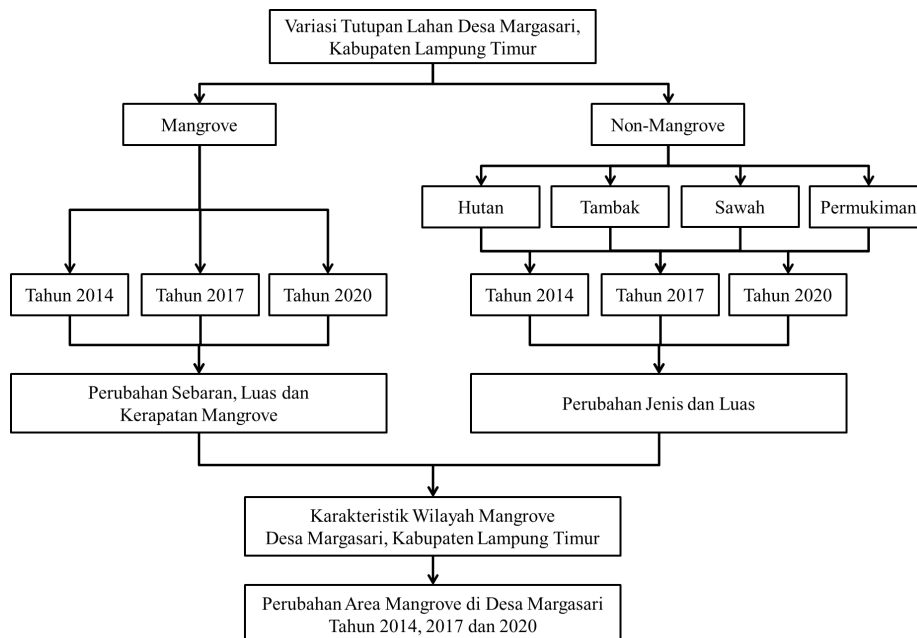 Variasi Tutupan Lahan Desa Margasari,
Kabupaten Lampung Timur
Mangrove
Non-Mangrove
Hutan
Tambak
Sawah
Permukiman
Tahun 2014
Tahun 2017
Tahun 2020
Tahun 2014
Tahun 2017
Tahun 2020
Perubahan Sebaran, Luas dan
Kerapatan Mangrove
Perubahan Jenis dan Luas
Karakteristik Wilayah Mangrove
Desa Margasari, Kabupaten Lampung Timur
Perubahan Area Mangrove di Desa Margasari
Tahun 2014, 2017 dan 2020